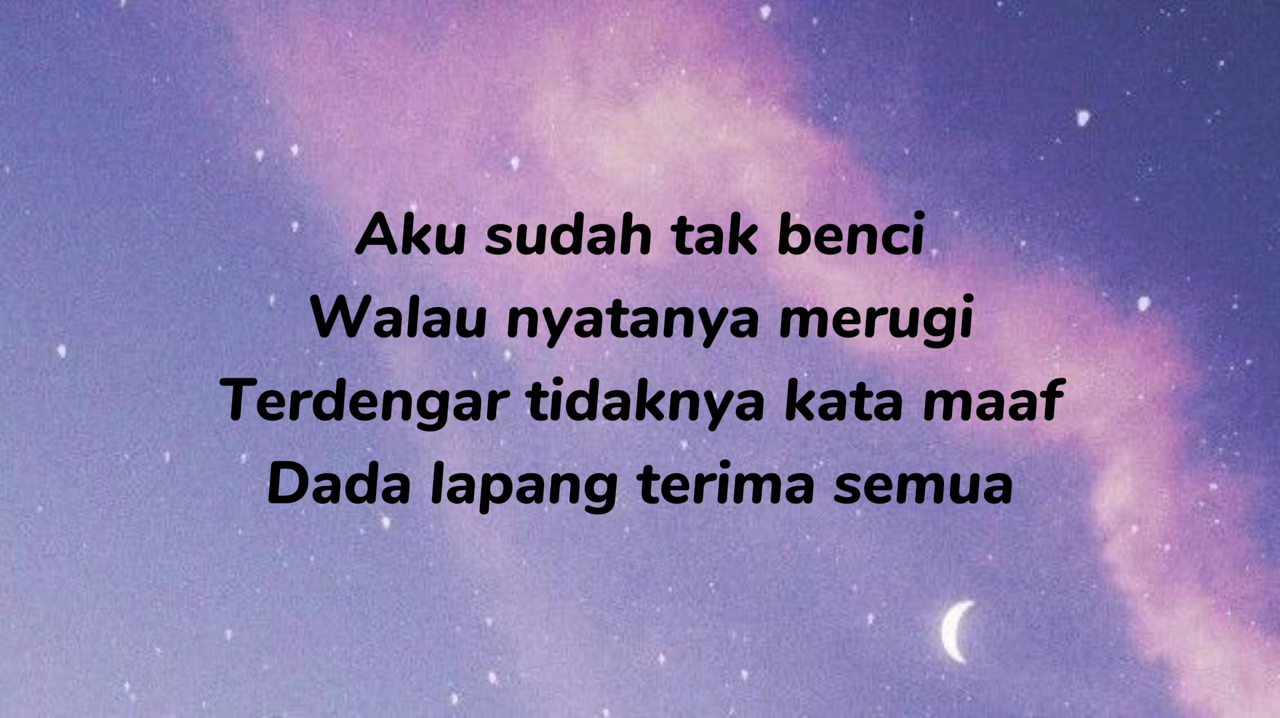 Aku sudah tak benci
Walau nyatanya merugi
Terdengar tidaknya kata maaf
Dada lapang terima semua